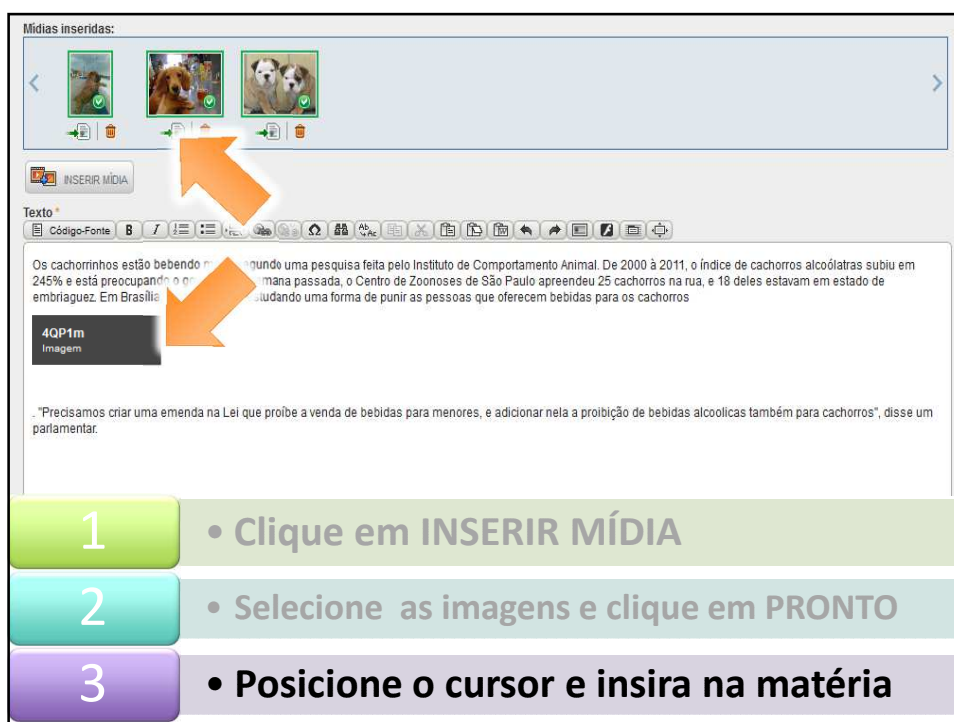 Mídias inseridas:
INSERIR MÍDIA
Texto *
Código-Fonte B I
Os cachorrinhos estão bebendo segundo uma pesquisa feita pelo Instituto de Comportamento Animal. De 2000 à 2011, o índice de cachorros alcoólatras subiu em
245% e está preocupando o passada, o Centro de Zoonoses de São Paulo apreendeu 25 cachorros na rua, e 18 deles estavam em estado de
embriaguez. Em Brasília uma forma de punir as pessoas que oferecem bebidas para os cachorros
4QP1m
Imagem
. "Precisamos criar uma emenda na Lei que proíbe a venda de bebidas para menores, e adicionar nela a proibição de bebidas alcoolicas também para cachorros", disse um
parlamentar.
1 • Clique em INSERIR MÍDIA
2 • Selecione as imagens e clique em PRONTO
3 • Posicione o cursor e insira na matéria